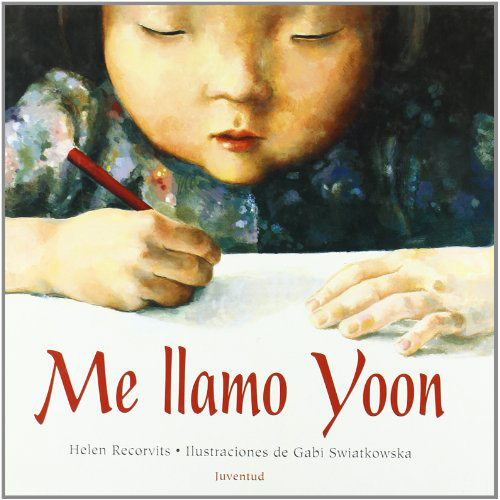 Me llamo Yoon
Helen Recorvits • Ilustraciones de Gabi Swiatkowska
Juventud